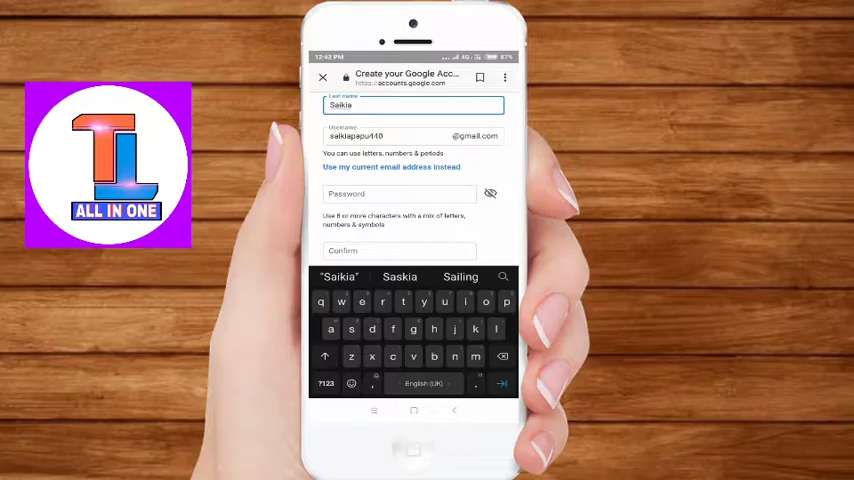 12:42 PM
4G
87%
Create your Google Acc...
https://accounts.google.com
Last name
Saikia
Username
saikiapapu440
@gmail.com
You can use letters, numbers & periods
Use my current email address instead
Password
Use 8 or more characters with a mix of letters,
numbers & symbols
Confirm
"Saikia" Saskia Sailing
q w e r t y u i o p
a s d f g h j k l
z x c v b n m
?123 , English (UK) .
ALL IN ONE